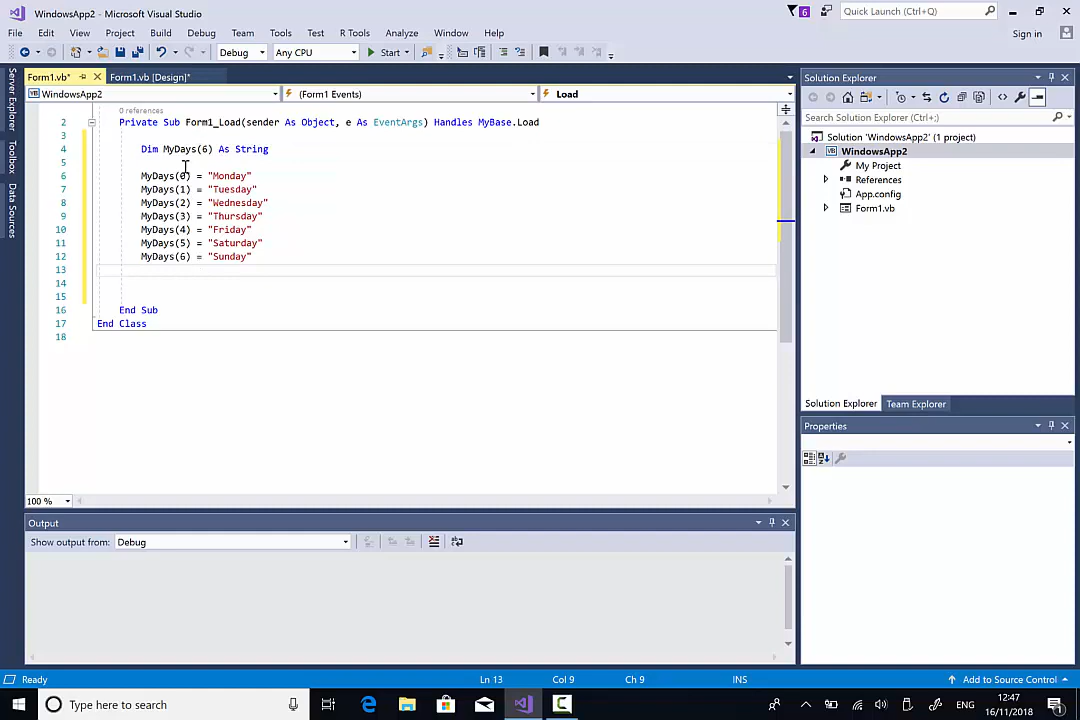 WindowsApp2 - Microsoft Visual Studio
6
Quick Launch (Ctrl+Q)
File Edit View Project Build Debug Team Tools Test R Tools Analyze Window Help
Sign in
Debug Any CPU Start
Server Explorer
Toolbox
Data Sources
Form1.vb* Form1.vb [Design]*
WindowsApp2 (Form1 Events) Load
0 references
2 Private Sub Form1_Load(sender As Object, e As EventArgs) Handles MyBase.Load
3
4 Dim MyDays(6) As String
5
6 MyDays(0) = "Monday"
7 MyDays(1) = "Tuesday"
8 MyDays(2) = "Wednesday"
9 MyDays(3) = "Thursday"
10 MyDays(4) = "Friday"
11 MyDays(5) = "Saturday"
12 MyDays(6) = "Sunday"
13
14
15
16 End Sub
17 End Class
18
100 %
Solution Explorer
Search Solution Explorer (Ctrl+;)
Solution 'WindowsApp2' (1 project)
WindowsApp2
My Project
References
App.config
Form1.vb
Solution Explorer Team Explorer
Properties
Output
Show output from: Debug
Ready Ln 13 Col 9 Ch 9 INS Add to Source Control
Type here to search
ENG
12:47
16/11/2018
1